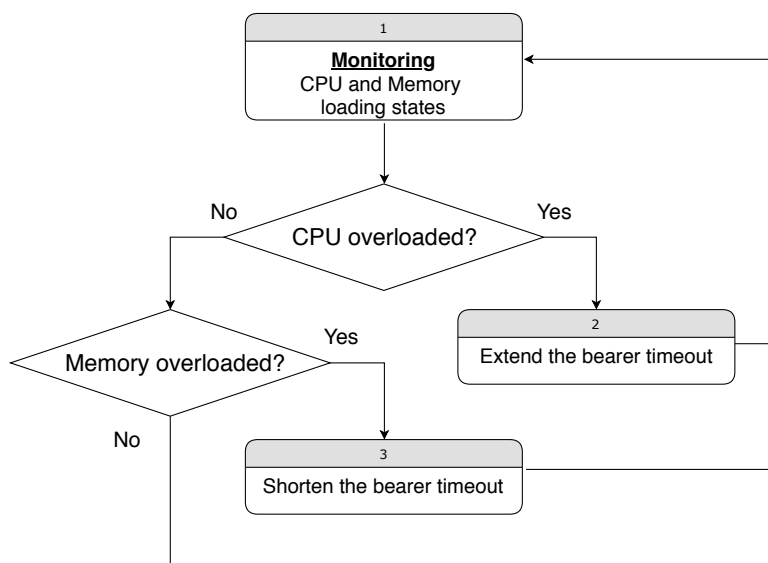 1
Monitoring
CPU and Memory
loading states
No
Yes
CPU overloaded?
2
Extend the bearer timeout
Yes
Memory overloaded?
No
3
Shorten the bearer timeout